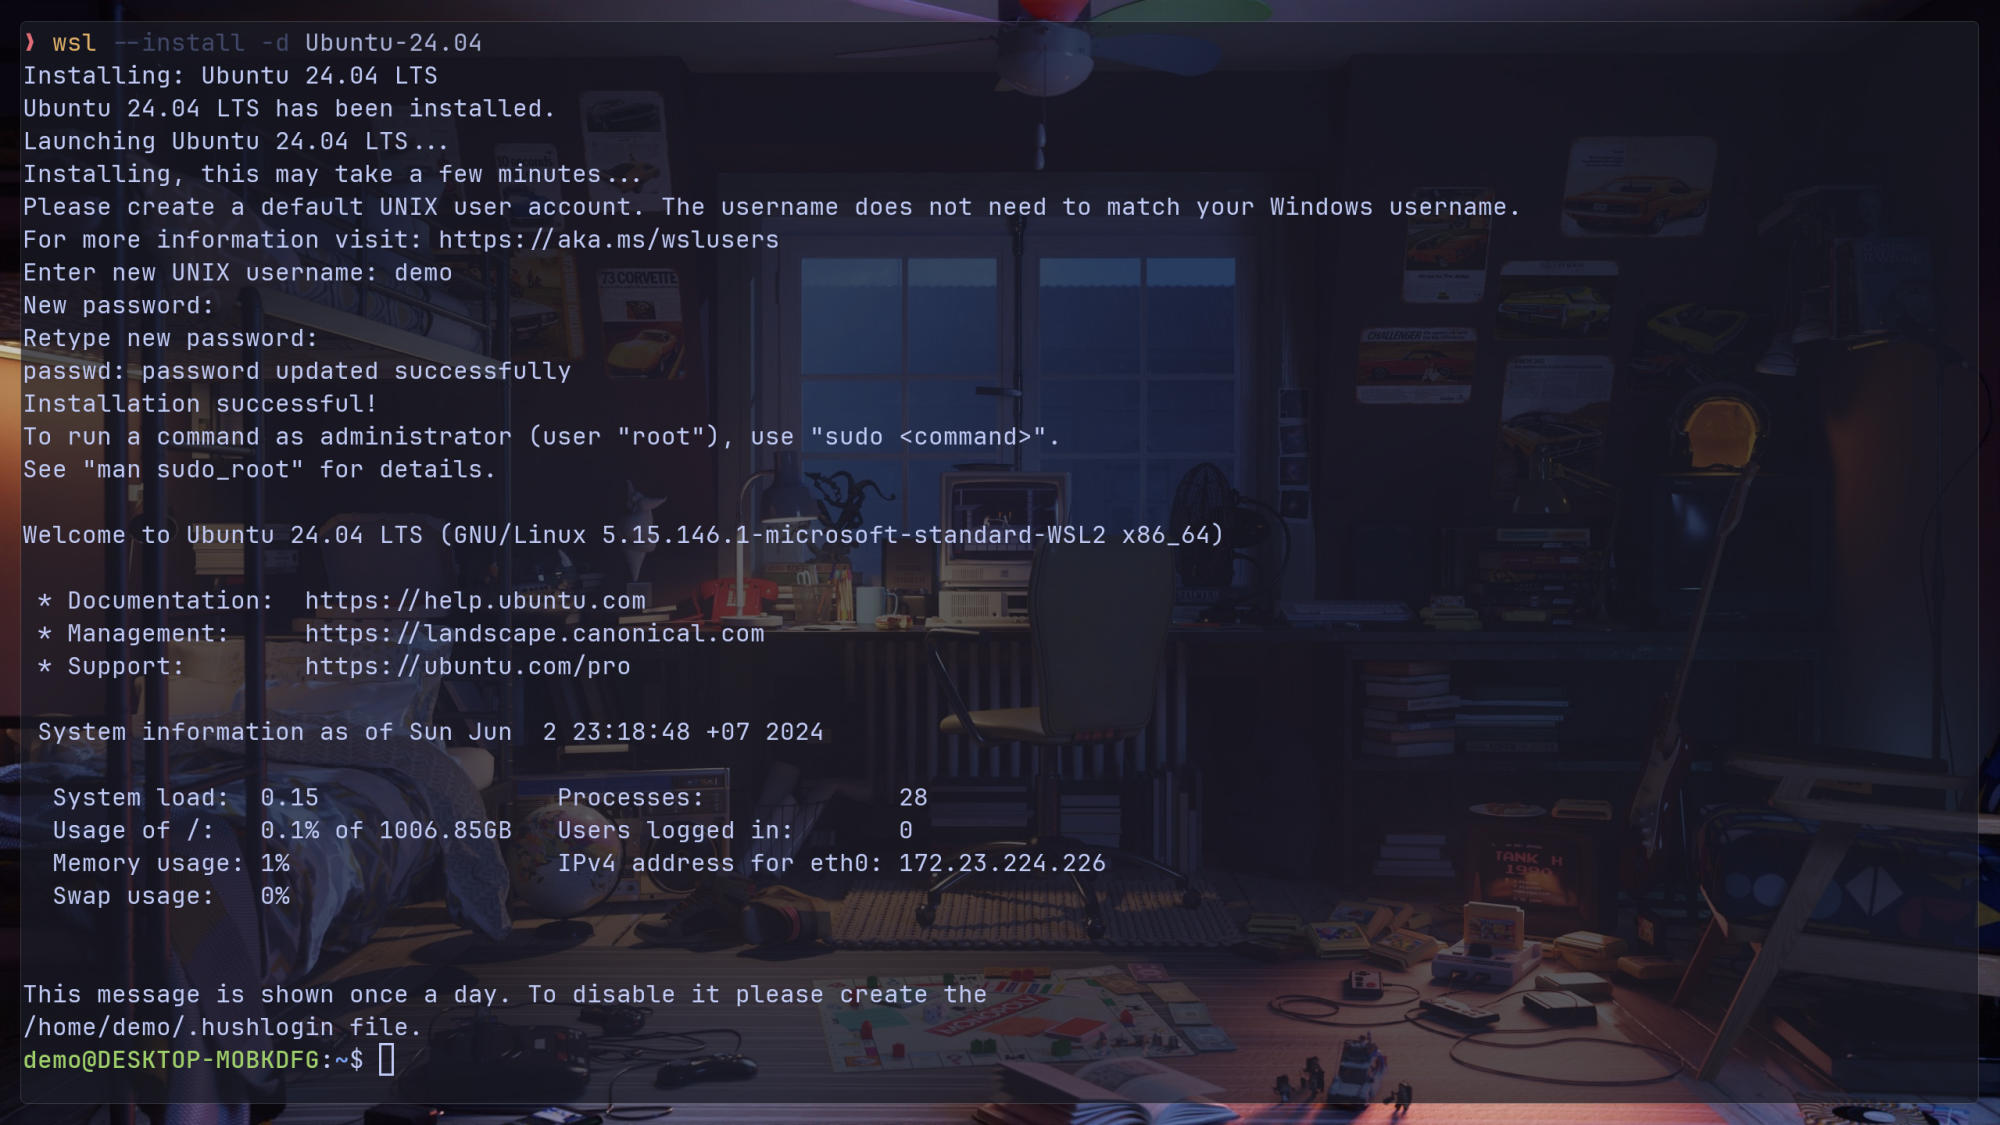 ❱ wsl --install -d Ubuntu-24.04
Installing: Ubuntu 24.04 LTS
Ubuntu 24.04 LTS has been installed.
Launching Ubuntu 24.04 LTS...
Installing, this may take a few minutes...
Please create a default UNIX user account. The username does not need to match your Windows username.
For more information visit: https://aka.ms/wslusers
Enter new UNIX username: demo
New password:
Retype new password:
passwd: password updated successfully
Installation successful!
To run a command as administrator (user "root"), use "sudo <command>".
See "man sudo_root" for details.
Welcome to Ubuntu 24.04 LTS (GNU/Linux 5.15.146.1-microsoft-standard-WSL2 x86_64)
* Documentation:  https://help.ubuntu.com
* Management:     https://landscape.canonical.com
* Support:        https://ubuntu.com/pro
System information as of Sun Jun  2 23:18:48 +07 2024
System load:  0.15                Processes:             28
Usage of /:   0.1% of 1006.85GB   Users logged in:       0
Memory usage: 1%                  IPv4 address for eth0: 172.23.224.226
Swap usage:   0%
This message is shown once a day. To disable it please create the
/home/demo/.hushlogin file.
demo@DESKTOP-MOBKDFG:~$
10 seconds
73 CORVETTE
CHALLENGER
TANK H
1990
MONOPOLY